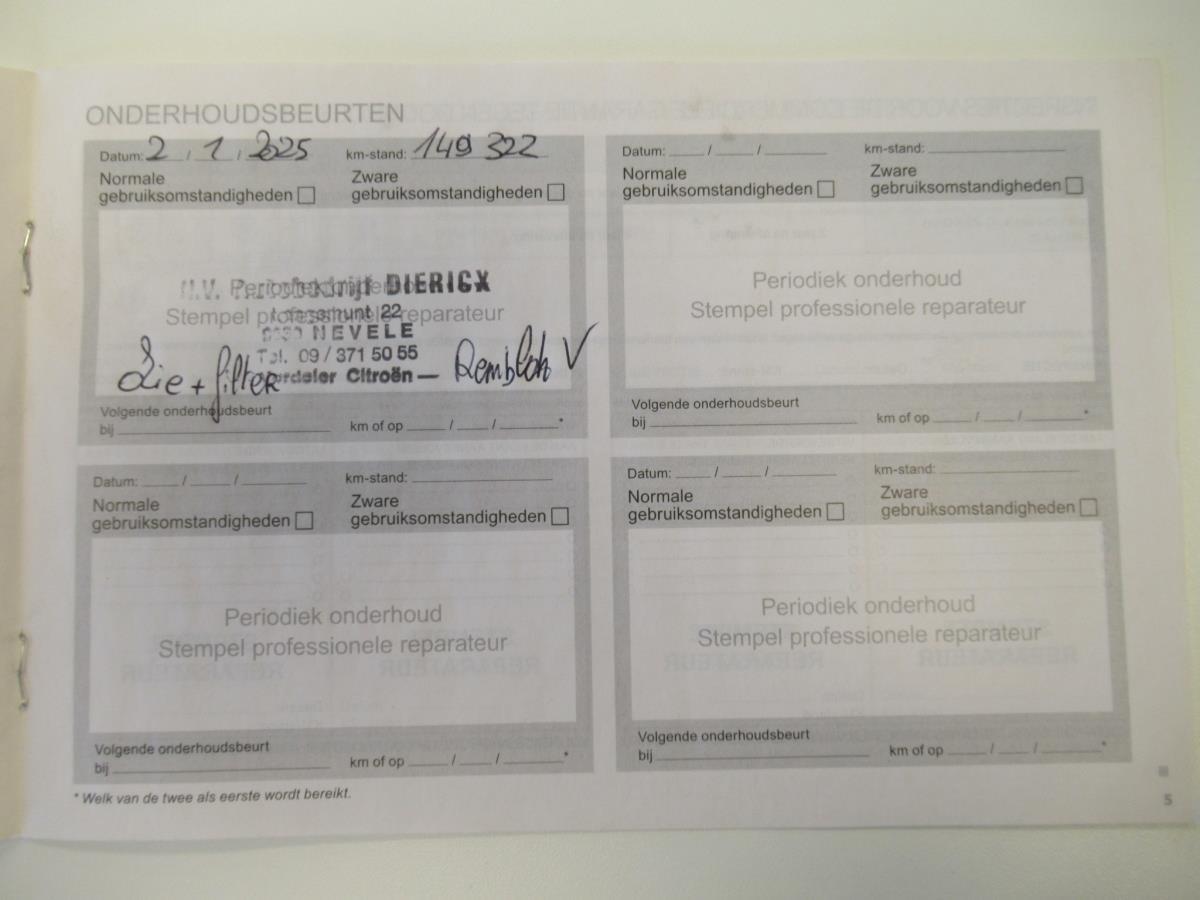 ONDERHOUDSBEURTEN
Datum: 2 / 1 / 2025 km-stand: 149 322
Normale Zware
gebruiksomstandigheden gebruiksomstandigheden
Periodiek onderhoud
N.V. DIERICX
Stempel professionele reparateur
22
NEVELE
Tel. 09 / 371 50 55
Citroën —
+ filter Remblok V
Volgende onderhoudsbeurt
bij km of op / / *
Datum: / / km-stand:
Normale Zware
gebruiksomstandigheden gebruiksomstandigheden
Periodiek onderhoud
Stempel professionele reparateur
Volgende onderhoudsbeurt
bij km of op / / *
Datum: / / km-stand:
Normale Zware
gebruiksomstandigheden gebruiksomstandigheden
Periodiek onderhoud
Stempel professionele reparateur
Volgende onderhoudsbeurt
bij km of op / / *
Datum: / / km-stand:
Normale Zware
gebruiksomstandigheden gebruiksomstandigheden
Periodiek onderhoud
Stempel professionele reparateur
Volgende onderhoudsbeurt
bij km of op / / *
* Welk van de twee als eerste wordt bereikt.
5